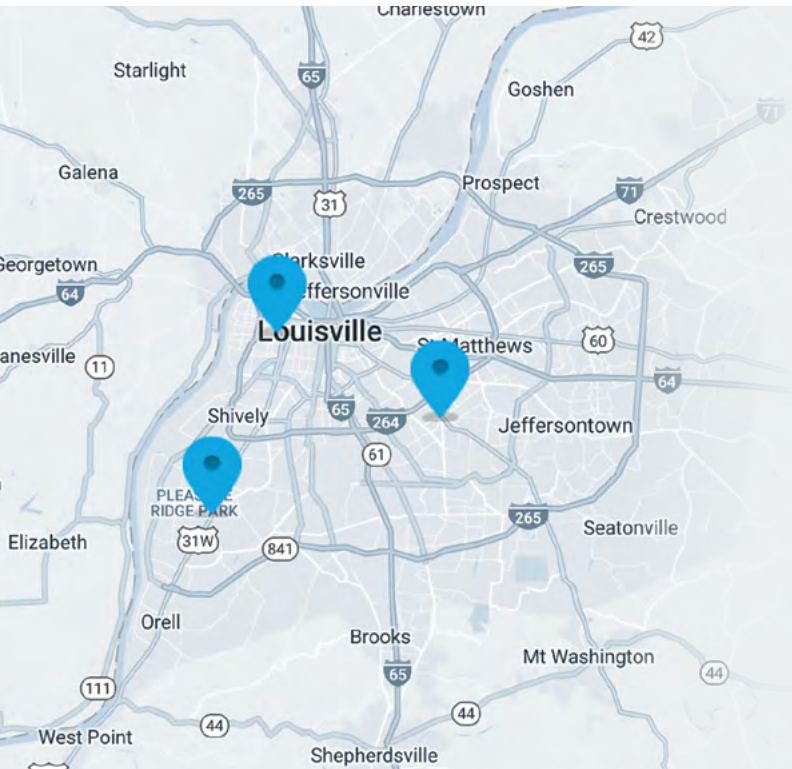 Charlestown
42
Starlight
65
Goshen
71
Galena
265
Prospect
71
31
Crestwood
Clarksville
Georgetown
265
64
Jeffersonville
Louisville
St Matthews
60
anesville
11
64
65
Shively
264
Jeffersontown
61
RIDGE PARK
265
Seatonville
31W
Elizabeth
841
Orell
Brooks
Mt Washington
65
44
111
44
44
West Point
Shepherdsville